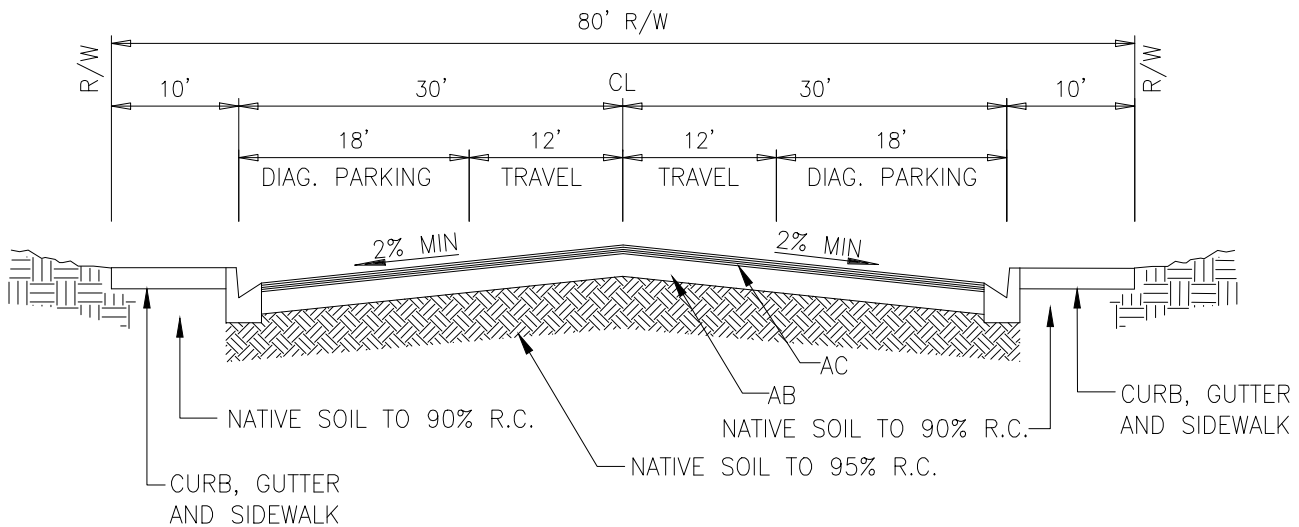 80' R/W
R/W
R/W
10'
30'
CL
30'
10'
18'
12'
12'
18'
DIAG. PARKING
TRAVEL
TRAVEL
DIAG. PARKING
2% MIN
2% MIN
AC
AB
CURB, GUTTER
AND SIDEWALK
NATIVE SOIL TO 90% R.C.
NATIVE SOIL TO 90% R.C.
NATIVE SOIL TO 95% R.C.
CURB, GUTTER
AND SIDEWALK